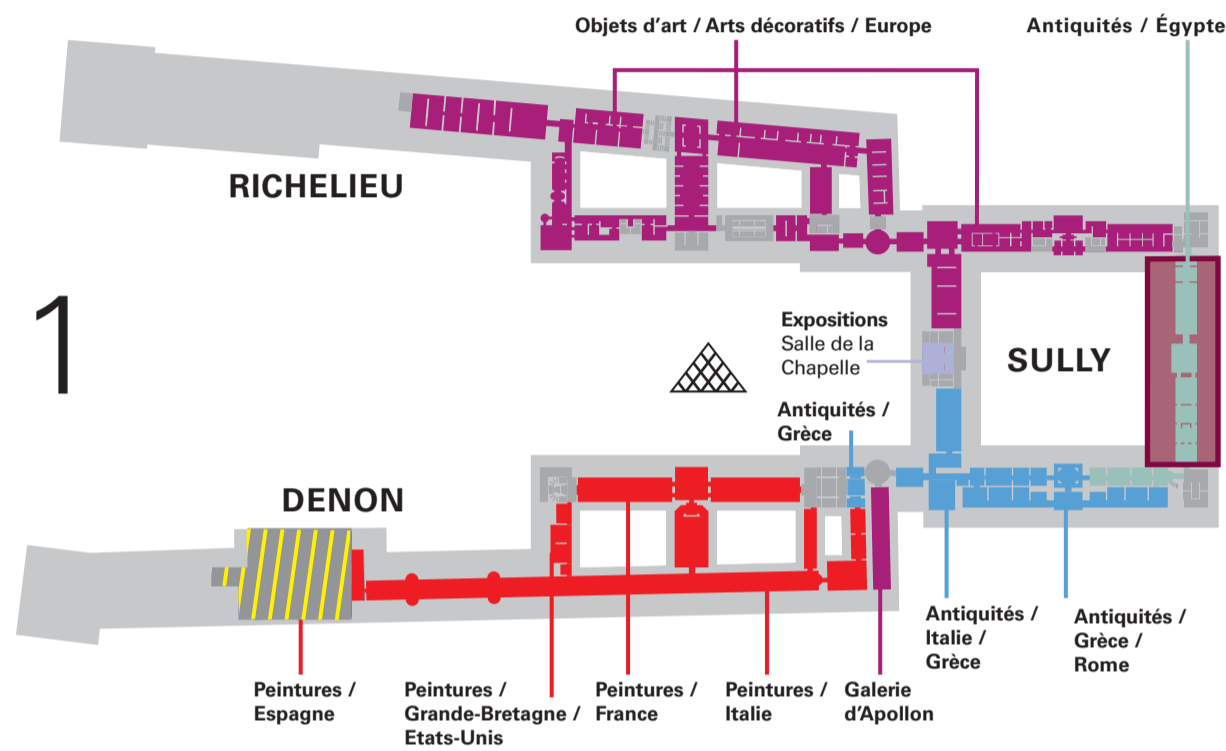 Objets d’art / Arts décoratifs / Europe
Antiquités / Égypte
RICHELIEU
1
Expositions
Salle de la
Chapelle
SULLY
Antiquités /
Grèce
DENON
Antiquités /
Italie /
Grèce
Antiquités /
Grèce /
Rome
Peintures /
Espagne
Peintures /
Grande-Bretagne /
Etats-Unis
Peintures /
France
Peintures /
Italie
Galerie
d’Apollon